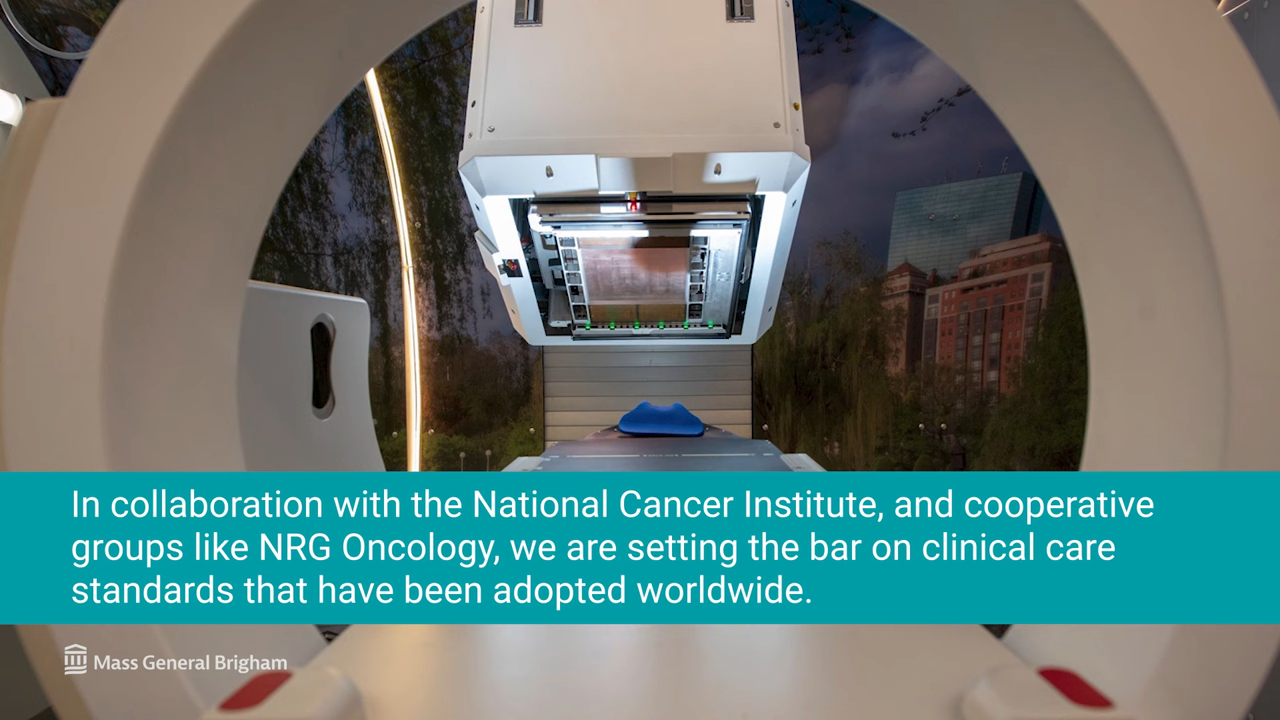 In collaboration with the National Cancer Institute, and cooperative
groups like NRG Oncology, we are setting the bar on clinical care
standards that have been adopted worldwide.
Mass General Brigham